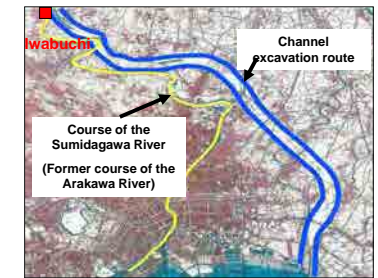 Iwabuchi
Channel
excavation route
Course of the
Sumidagawa River
(Former course of the
Arakawa River)